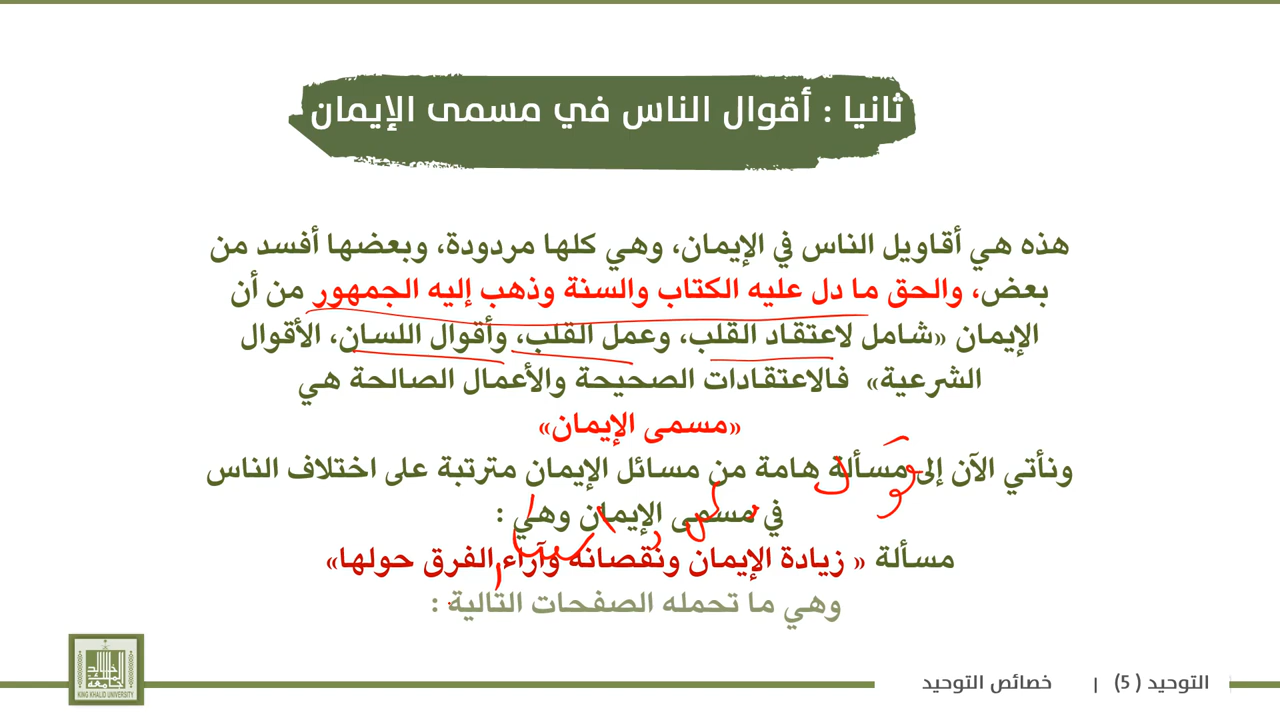 ثانيا : أقوال الناس في مسمى الإيمان
هذه هي أقاويل الناس في الإيمان، وهي كلها مردودة، وبعضها أفسد من
بعض، والحق ما دل عليه الكتاب والسنة وذهب إليه الجمهور من أن
الإيمان «شامل لاعتقاد القلب، وعمل القلب، وأقوال اللسان، الأقوال
الشرعية» فالاعتقادات الصحيحة والأعمال الصالحة هي
«مسمى الإيمان»
ونأتي الآن إلى مسألة هامة من مسائل الإيمان مترتبة على اختلاف الناس
في مسمى الإيمان وهي :
مسألة « زيادة الإيمان ونقصانه وآراء الفرق حولها»
وهي ما تحمله الصفحات التالية :
التوحيد ( 5) | خصائص التوحيد
KING KHALID UNIVERSITY